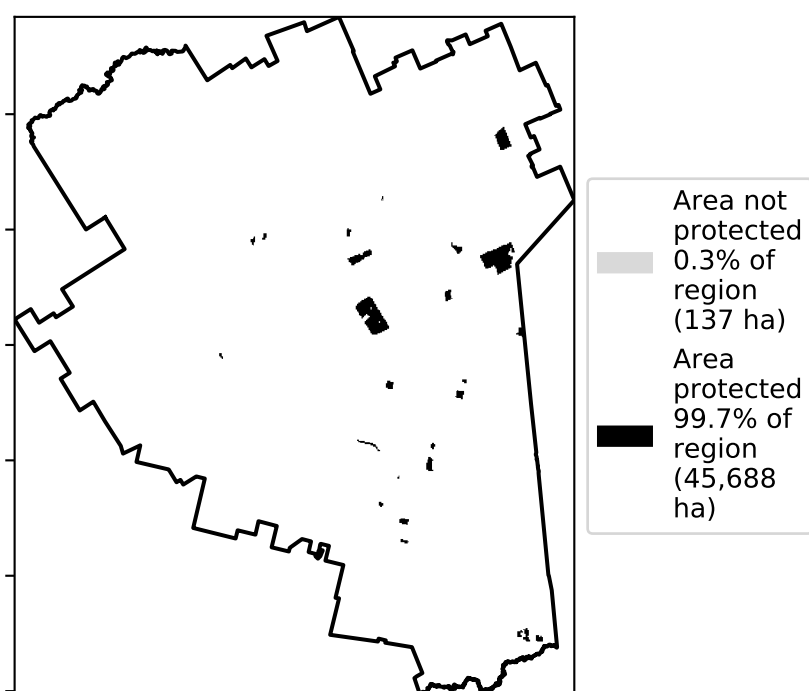 Area not
protected
0.3% of
region
(137 ha)
Area
protected
99.7% of
region
(45,688
ha)